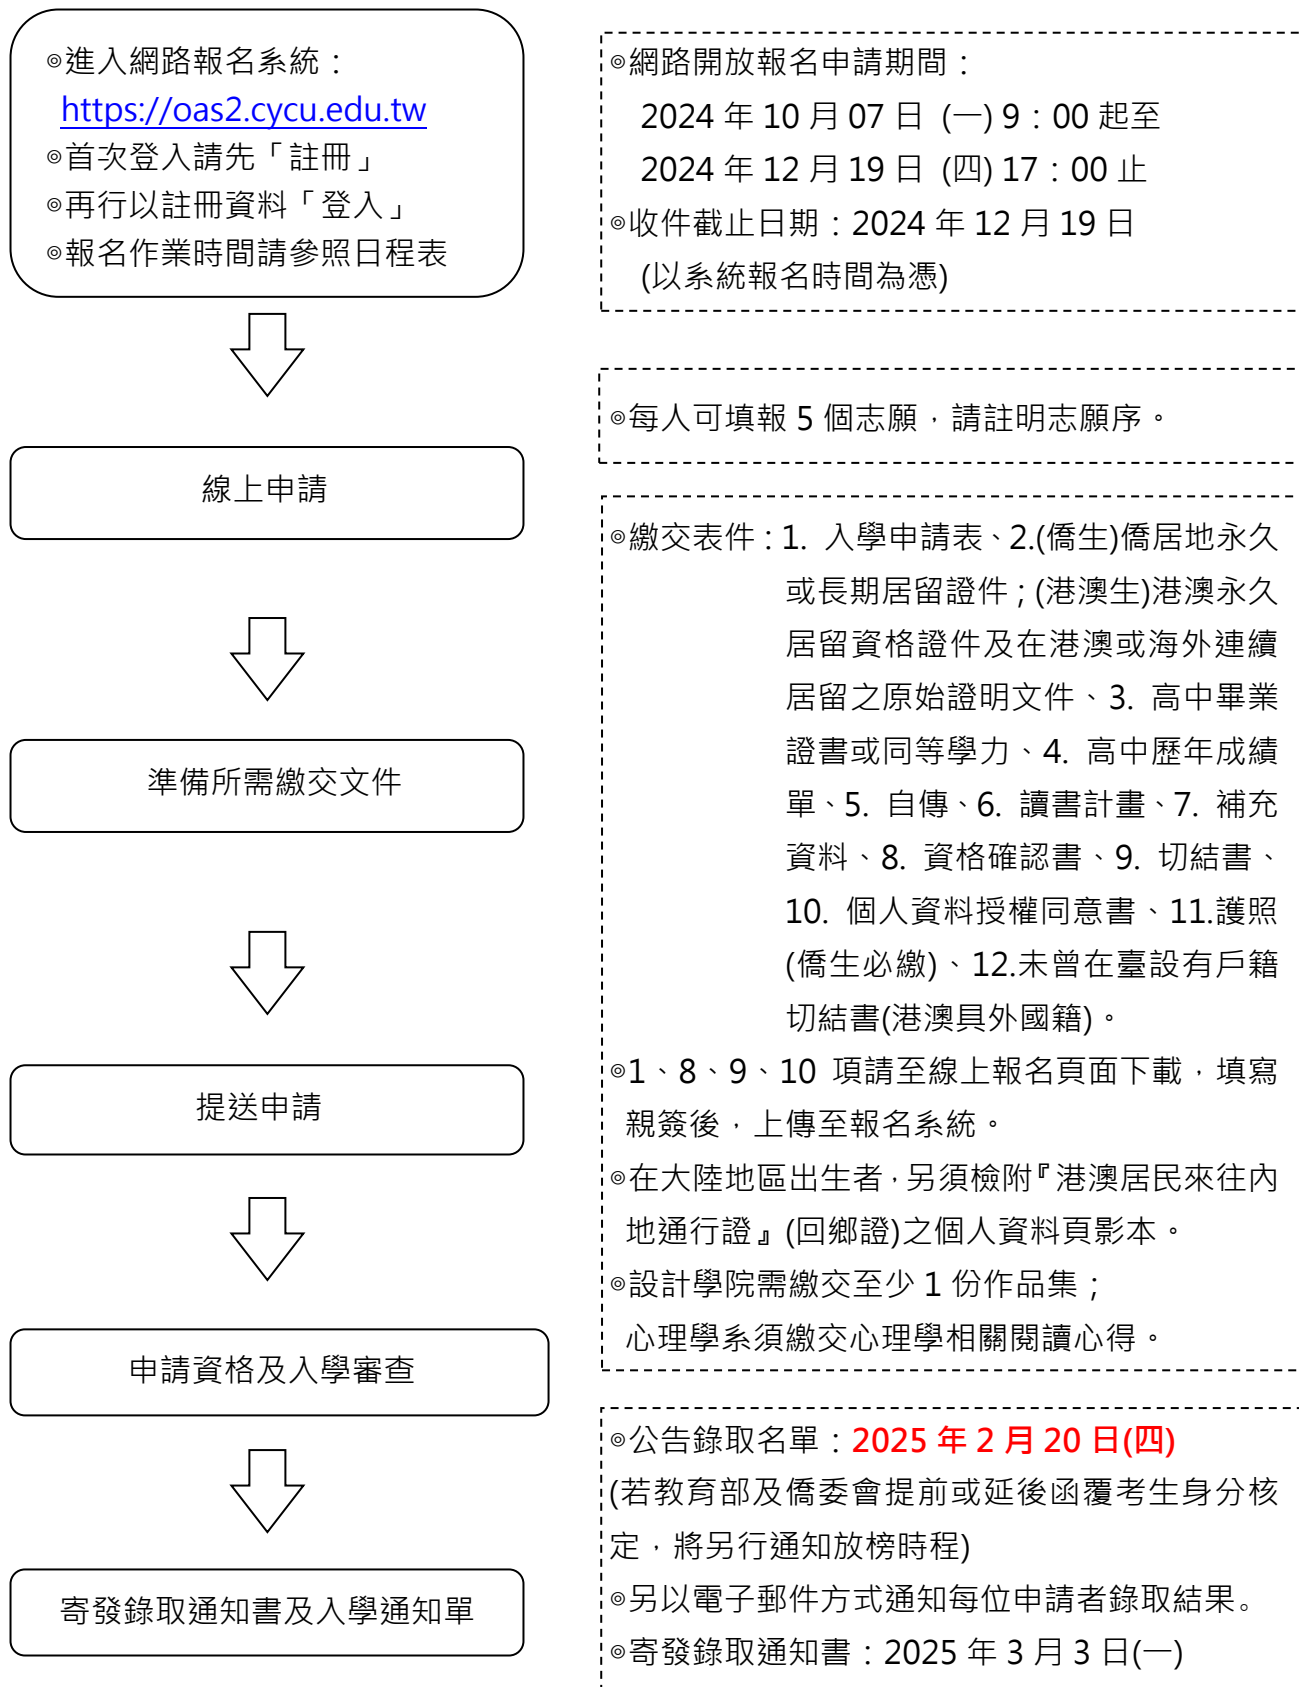 ◎進入網路報名系統：
https://oas2.cycu.edu.tw
◎首次登入請先「註冊」
◎再行以註冊資料「登入」
◎報名作業時間請參照日程表
◎網路開放報名申請期間：
2024 年 10 月 07 日 (一) 9：00 起至
2024 年 12 月 19 日 (四) 17：00 止
◎收件截止日期：2024 年 12 月 19 日
(以系統報名時間為憑)
◎每人可填報 5 個志願，請註明志願序。
線上申請
◎繳交表件：1. 入學申請表、2.(僑生)僑居地永久
或長期居留證件；(港澳生)港澳永久
居留資格證件及在港澳或海外連續
居留之原始證明文件、3. 高中畢業
證書或同等學力、4. 高中歷年成績
單、5. 自傳、6. 讀書計畫、7. 補充
資料、8. 資格確認書、9. 切結書、
10. 個人資料授權同意書、11.護照
(僑生必繳)、12.未曾在臺設有戶籍
切結書(港澳具外國籍)。
◎1、8、9、10 項請至線上報名頁面下載，填寫
親簽後，上傳至報名系統。
◎在大陸地區出生者，另須檢附『港澳居民來往內
地通行證』(回鄉證)之個人資料頁影本。
◎設計學院需繳交至少 1 份作品集；
心理學系須繳交心理學相關閱讀心得。
準備所需繳交文件
提送申請
申請資格及入學審查
◎公告錄取名單：2025 年 2 月 20 日(四)
(若教育部及僑委會提前或延後函覆考生身分核
定，將另行通知放榜時程)
◎另以電子郵件方式通知每位申請者錄取結果。
◎寄發錄取通知書：2025 年 3 月 3 日(一)
寄發錄取通知書及入學通知單